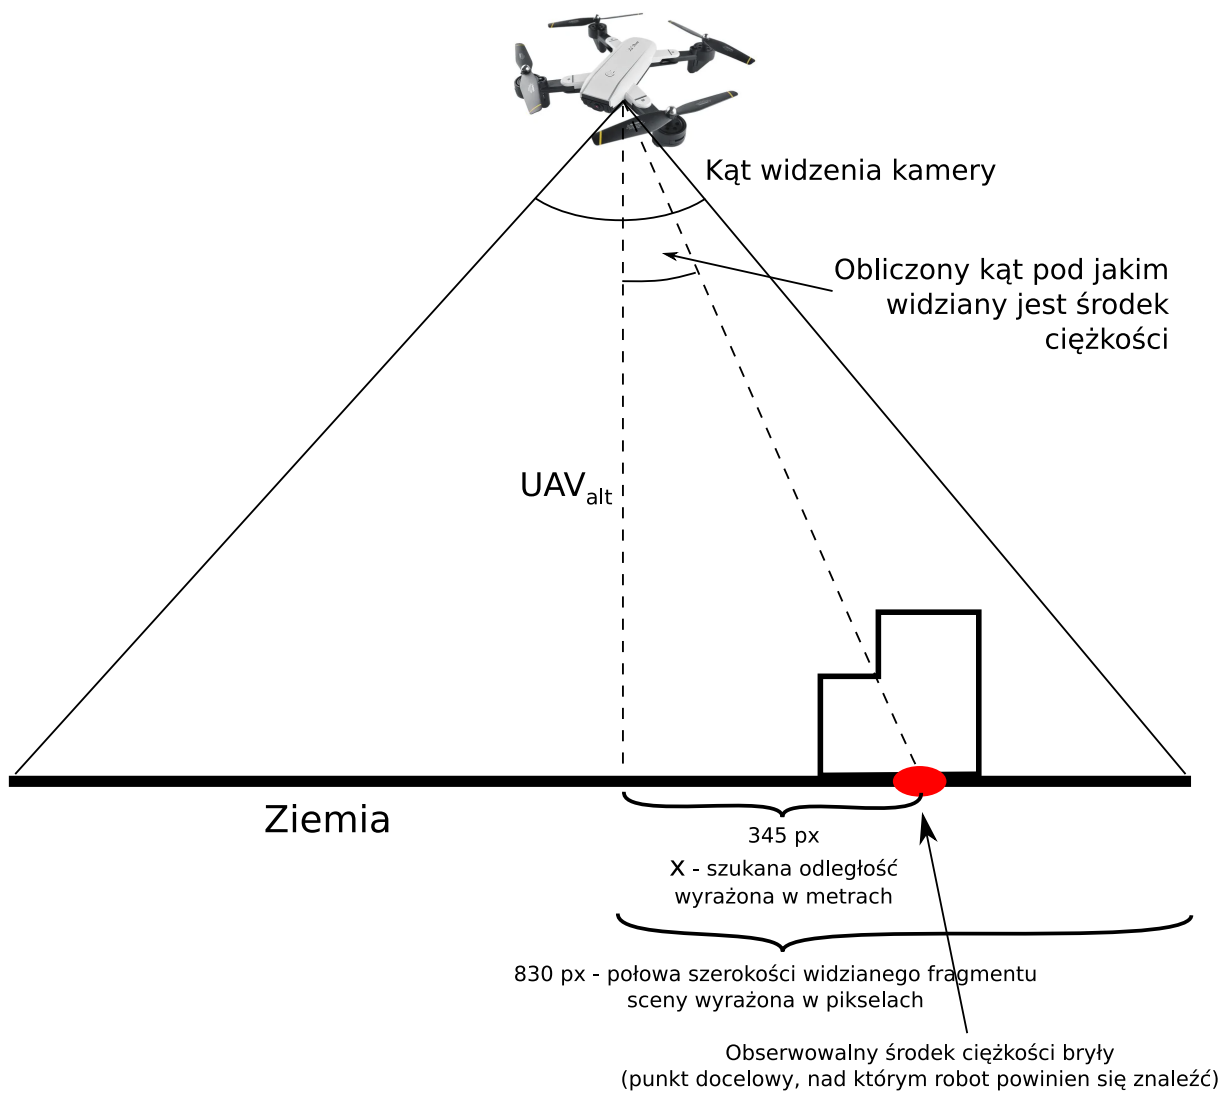 Kąt widzenia kamery
Obliczony kąt pod jakim
widziany jest środek
ciężkości
UAValt
Ziemia
345 px
x - szukana odległość
wyrażona w metrach
830 px - połowa szerokości widzianego fragmentu
sceny wyrażona w pikselach
Obserwowalny środek ciężkości bryły
(punkt docelowy, nad którym robot powinien się znaleźć)